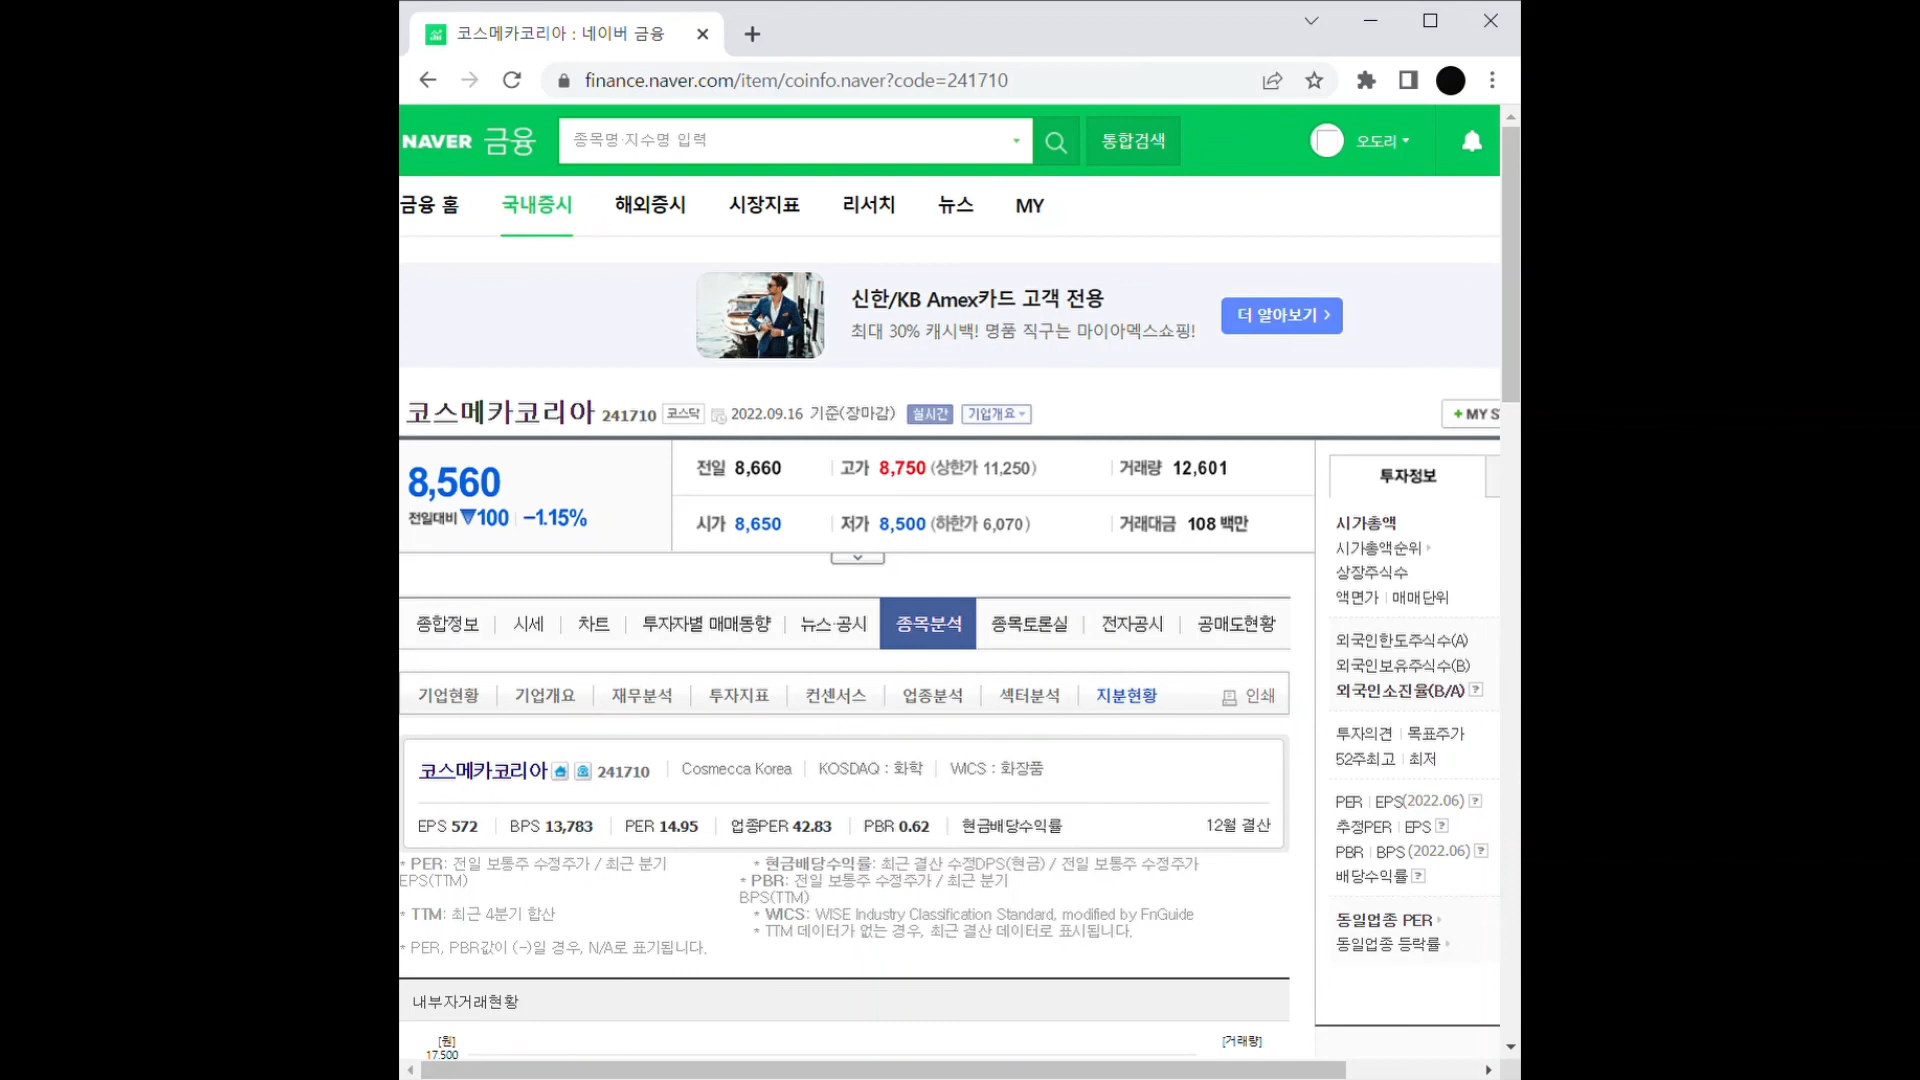 코스메카코리아 : 네이버 금융
finance.naver.com/item/coinfo.naver?code=241710
NAVER 금융 종목명·지수명 입력 통합검색 오도리
금융 홈 국내증시 해외증시 시장지표 리서치 뉴스 MY
신한/KB Amex카드 고객 전용
최대 30% 캐시백! 명품 직구는 마이아멕스쇼핑!
더 알아보기 >
코스메카코리아 241710 코스닥 2022.09.16 기준(장마감) 실시간 기업개요
+ MY S
8,560
전일대비 ▼100 -1.15%
전일 8,660 고가 8,750 (상한가 11,250) 거래량 12,601
시가 8,650 저가 8,500 (하한가 6,070) 거래대금 108 백만
종합정보 시세 차트 투자자별 매매동향 뉴스·공시 종목분석 종목토론실 전자공시 공매도현황
기업현황 기업개요 재무분석 투자지표 컨센서스 업종분석 섹터분석 지분현황 인쇄
코스메카코리아 241710 Cosmecca Korea KOSDAQ : 화학 WICS : 화장품
EPS 572 BPS 13,783 PER 14.95 업종PER 42.83 PBR 0.62 현금배당수익률 12월 결산
* PER: 전일 보통주 수정주가 / 최근 분기
EPS(TTM)
* 현금배당수익률: 최근 결산 수정DPS(현금) / 전일 보통주 수정주가
* PBR: 전일 보통주 수정주가 / 최근 분기
BPS(TTM)
* TTM: 최근 4분기 합산
* WICS: WISE Industry Classification Standard, modified by FnGuide
* TTM 데이터가 없는 경우, 최근 결산 데이터로 표시됩니다.
* PER, PBR값이 (-)일 경우, N/A로 표기됩니다.
내부자거래현황
[원] [거래량]
17,500
투자정보
시가총액
시가총액순위
상장주식수
액면가 매매단위
외국인한도주식수(A)
외국인보유주식수(B)
외국인소진율(B/A) ?
투자의견 목표주가
52주최고 최저
PER EPS(2022.06) ?
추정PER EPS ?
PBR BPS (2022.06) ?
배당수익률 ?
동일업종 PER
동일업종 등락률